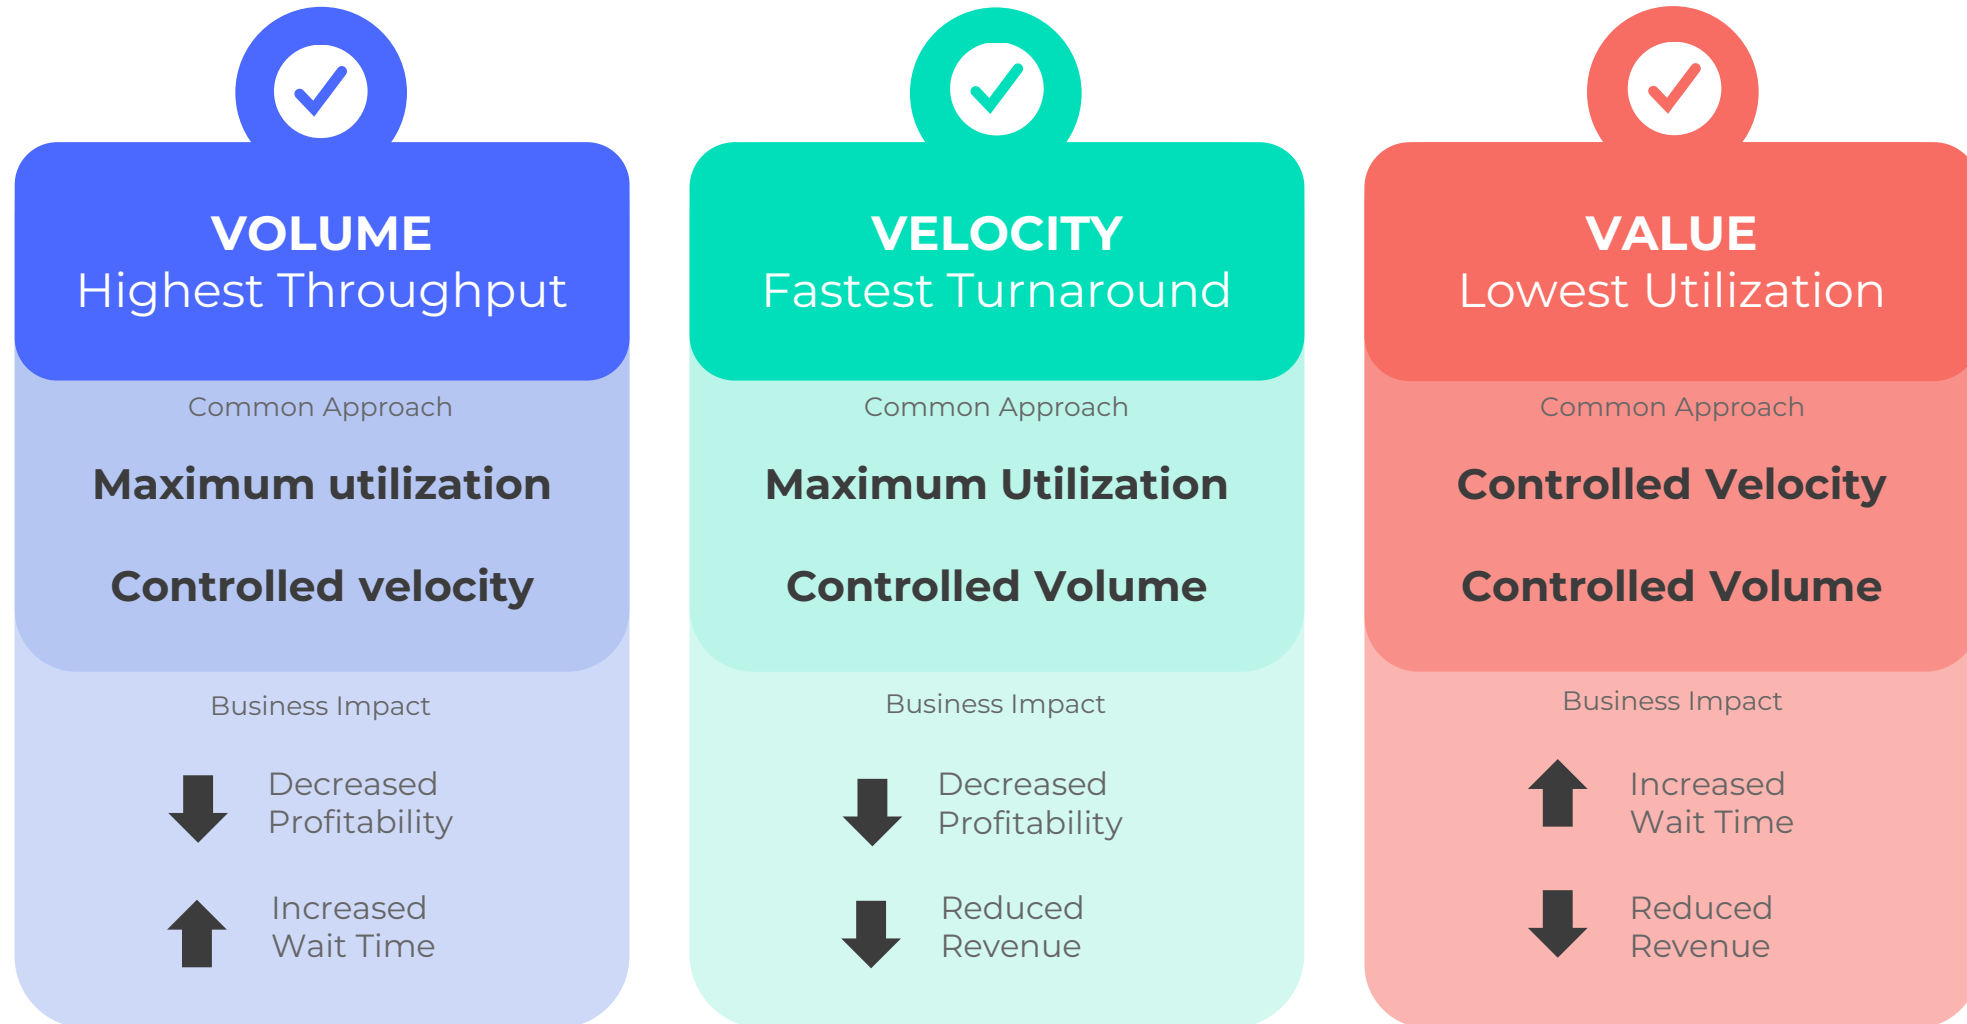 VOLUME
Highest Throughput
Common Approach
Maximum utilization
Controlled velocity
Business Impact
Decreased
Profitability
Increased
Wait Time
VELOCITY
Fastest Turnaround
Common Approach
Maximum Utilization
Controlled Volume
Business Impact
Decreased
Profitability
Reduced
Revenue
VALUE
Lowest Utilization
Common Approach
Controlled Velocity
Controlled Volume
Business Impact
Increased
Wait Time
Reduced
Revenue